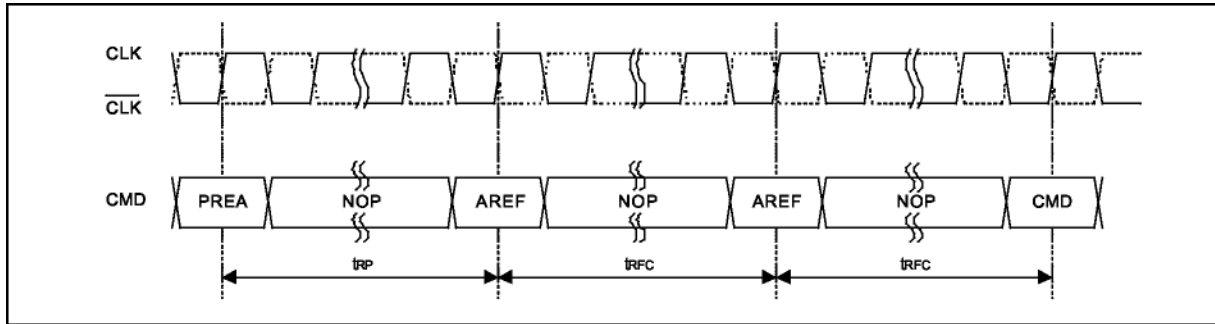 CLK
CLK
CMD PREA NOP AREF NOP AREF NOP CMD
tRP tRFC tRFC